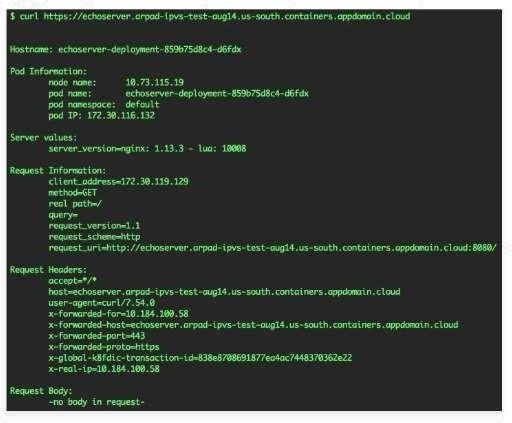 $ curl https://echoserver.arpad-ipvs-test-aug14.us-south.containers.appdomain.cloud
Hostname: echoserver-deployment-859b75d8c4-d6fdx
Pod Information:
node name: 10.73.115.19
pod name: echoserver-deployment-859b75d8c4-d6fdx
pod namespace: default
pod IP: 172.30.116.132
Server values:
server_version=nginx: 1.13.3 - lua: 10008
Request Information:
client_address=172.30.119.129
method=GET
real path=/
query=
request_version=1.1
request_scheme=http
request_uri=http://echoserver.arpad-ipvs-test-aug14.us-south.containers.appdomain.cloud:8080/
Request Headers:
accept=*/*
host=echoserver.arpad-ipvs-test-aug14.us-south.containers.appdomain.cloud
user-agent=curl/7.54.0
x-forwarded-for=10.184.100.58
x-forwarded-host=echoserver.arpad-ipvs-test-aug14.us-south.containers.appdomain.cloud
x-forwarded-port=443
x-forwarded-proto=https
x-global-k8fdic-transaction-id=838e8708691877ea4ac7448370362e22
x-real-ip=10.184.100.58
Request Body:
-no body in request-